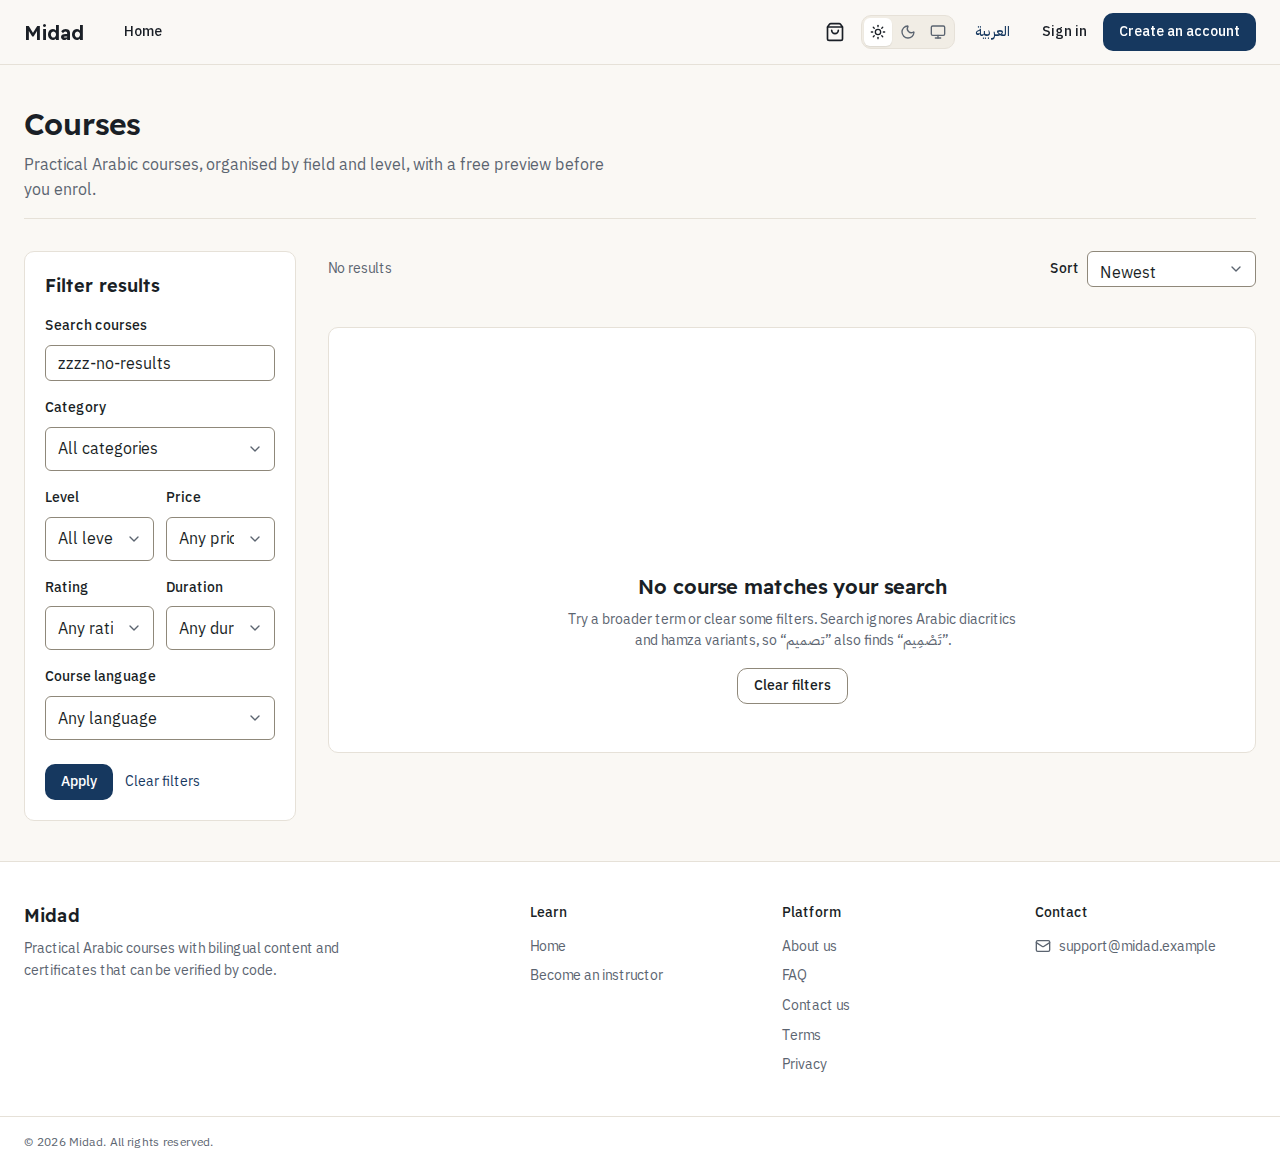 Midad
Home
العربية
Sign in
Create an account
Courses
Practical Arabic courses, organised by field and level, with a free preview before
you enrol.
Filter results
Search courses
zzzz-no-results
Category
All categories
Level
Price
All leve
Any pric
Rating
Duration
Any rati
Any dur
Course language
Any language
Apply
Clear filters
No results
Sort
Newest
No course matches your search
Try a broader term or clear some filters. Search ignores Arabic diacritics
and hamza variants, so “تصميم” also finds “تَصْمِيم”.
Clear filters
Midad
Practical Arabic courses with bilingual content and
certificates that can be verified by code.
Learn
Home
Become an instructor
Platform
About us
FAQ
Contact us
Terms
Privacy
Contact
support@midad.example
© 2026 Midad. All rights reserved.